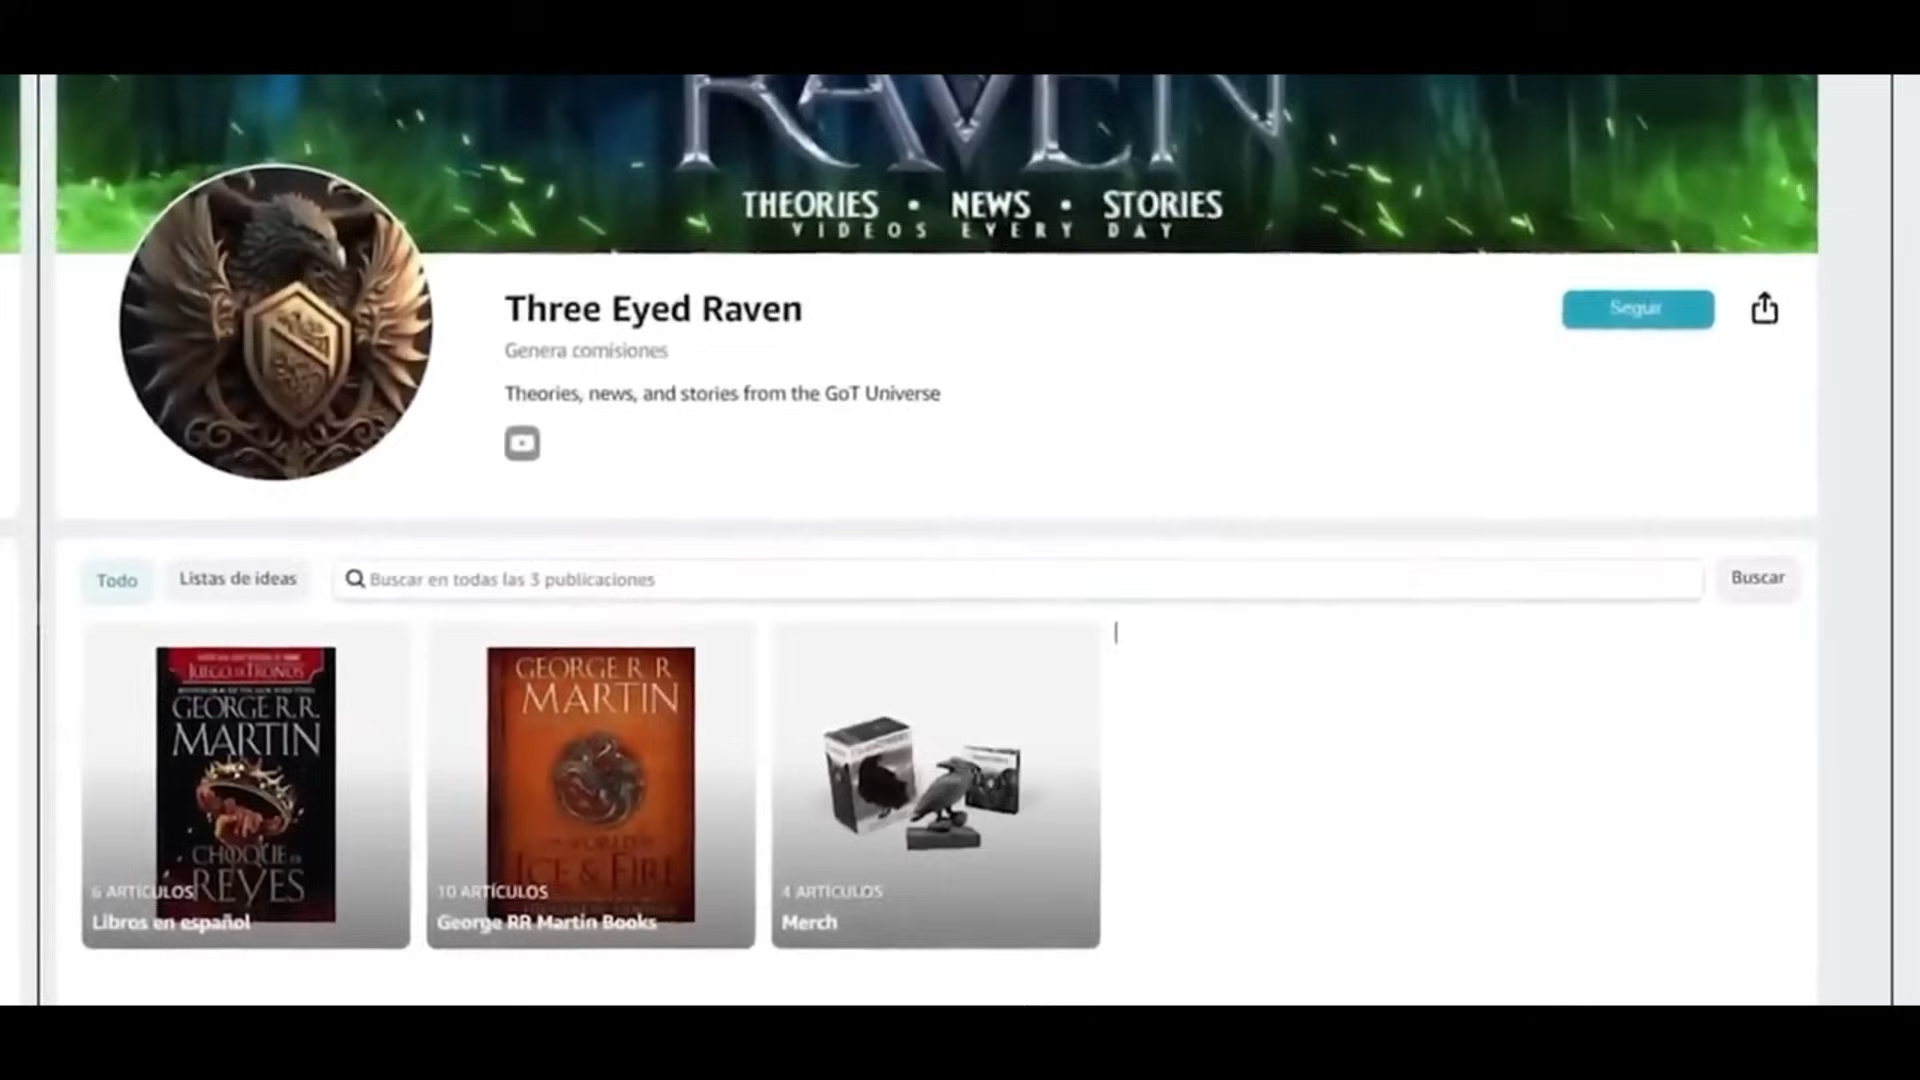 RAVEN
THEORIES • NEWS • STORIES
VIDEOS EVERY DAY
Three Eyed Raven
Seguir
Genera comisiones
Theories, news, and stories from the GoT Universe
Todo
Listas de ideas
Buscar en todas las 3 publicaciones
Buscar
JUEGO DE TRONOS
GEORGE R.R.
MARTIN
CHOQUE DE
REYES
6 ARTÍCULOS
Libros en español
GEORGE R. R.
MARTIN
ICE & FIRE
10 ARTÍCULOS
George RR Martin Books
4 ARTÍCULOS
Merch